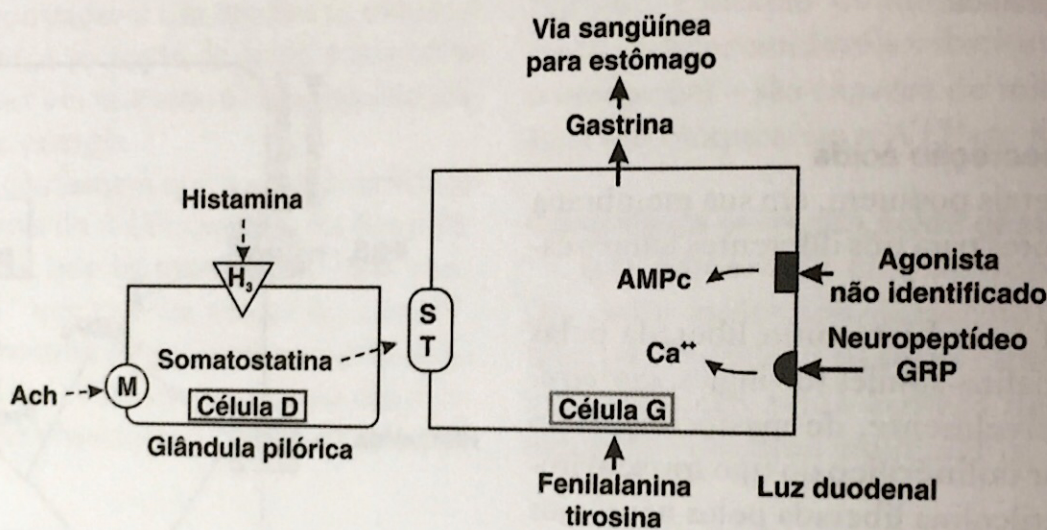 Via sangüínea
para estômago
Gastrina
Histamina
H₃
AMPc
Agonista
não identificado
S
T
Somatostatina
Ca⁺⁺
Neuropeptídeo
GRP
Ach
M
Célula D
Célula G
Glândula pilórica
Fenilalanina
tirosina
Luz duodenal